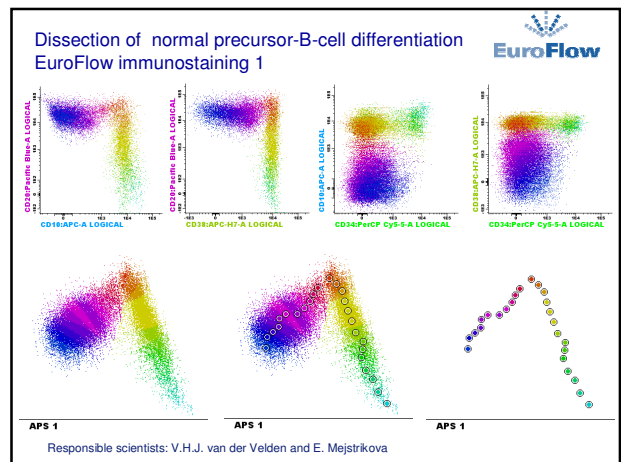 Dissection of normal precursor-B-cell differentiation
EuroFlow immunostaining 1
EuroFlow
CD20:Pacific Blue-A LOGICAL
CD10:APC-A LOGICAL
CD20:Pacific Blue-A LOGICAL
CD38:APC-H7-A LOGICAL
CD10:APC-A LOGICAL
CD34:PerCP Cy5-5-A LOGICAL
CD38:APC-H7-A LOGICAL
CD34:PerCP Cy5-5-A LOGICAL
APS 1
APS 1
APS 1
Responsible scientists: V.H.J. van der Velden and E. Mejstrikova